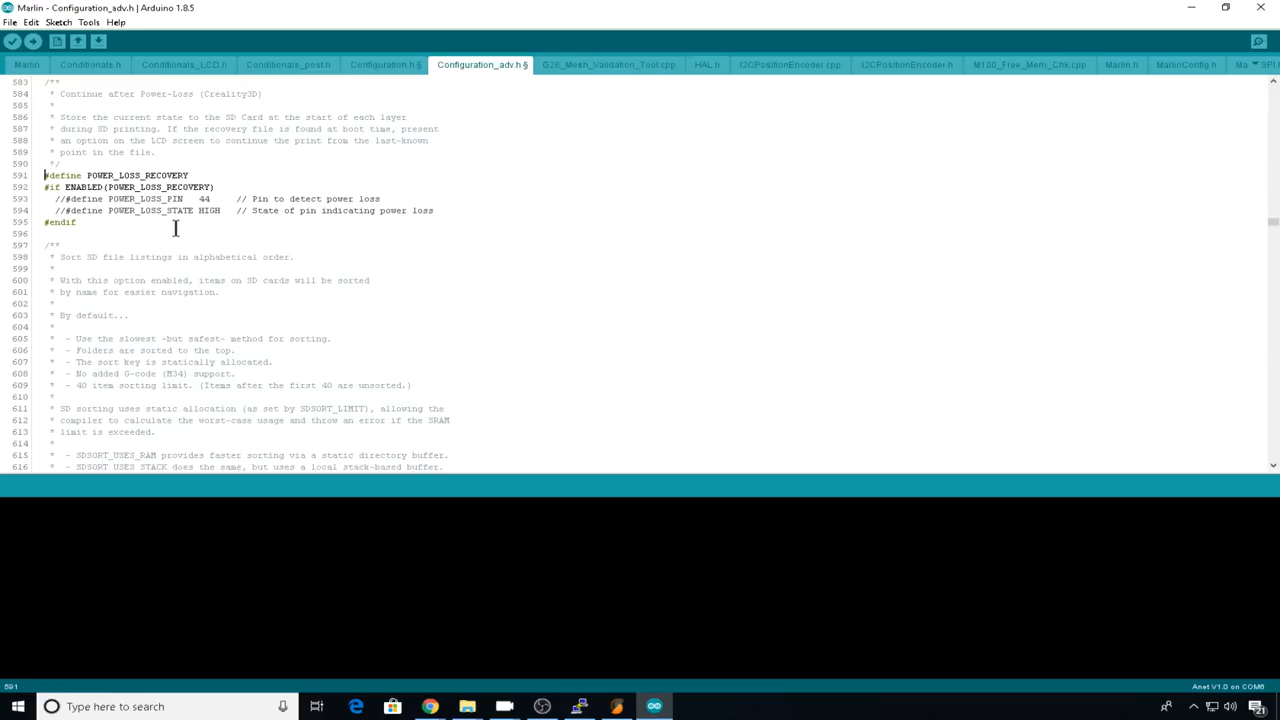 Marlin - Configuration_adv.h | Arduino 1.8.5
File Edit Sketch Tools Help
Marlin Conditionals.h Conditionals_LCD.h Conditionals_post.h Configuration.h § Configuration_adv.h § G26_Mesh_Validation_Tool.cpp HAL.h I2CPositionEncoder.cpp I2CPositionEncoder.h M100_Free_Mem_Chk.cpp Marlin.h MarlinConfig.h Ma SPI.h
583 /**
584 * Continue after Power-Loss (Creality3D)
585 *
586 * Store the current state to the SD Card at the start of each layer
587 * during SD printing. If the recovery file is found at boot time, present
588 * an option on the LCD screen to continue the print from the last-known
589 * point in the file.
590 */
591 #define POWER_LOSS_RECOVERY
592 #if ENABLED(POWER_LOSS_RECOVERY)
593 //#define POWER_LOSS_PIN 44 // Pin to detect power loss
594 //#define POWER_LOSS_STATE HIGH // State of pin indicating power loss
595 #endif
596
597 /**
598 * Sort SD file listings in alphabetical order.
599 *
600 * With this option enabled, items on SD cards will be sorted
601 * by name for easier navigation.
602 *
603 * By default...
604 *
605 * - Use the slowest -but safest- method for sorting.
606 * - Folders are sorted to the top.
607 * - The sort key is statically allocated.
608 * - No added G-code (M34) support.
609 * - 40 item sorting limit. (Items after the first 40 are unsorted.)
610 *
611 * SD sorting uses static allocation (as set by SDSORT_LIMIT), allowing the
612 * compiler to calculate the worst-case usage and throw an error if the SRAM
613 * limit is exceeded.
614 *
615 * - SDSORT_USES_RAM provides faster sorting via a static directory buffer.
616 * - SDSORT_USES_STACK does the same, but uses a local stack-based buffer.
591 Anet V1.0 on COM6
Type here to search
21